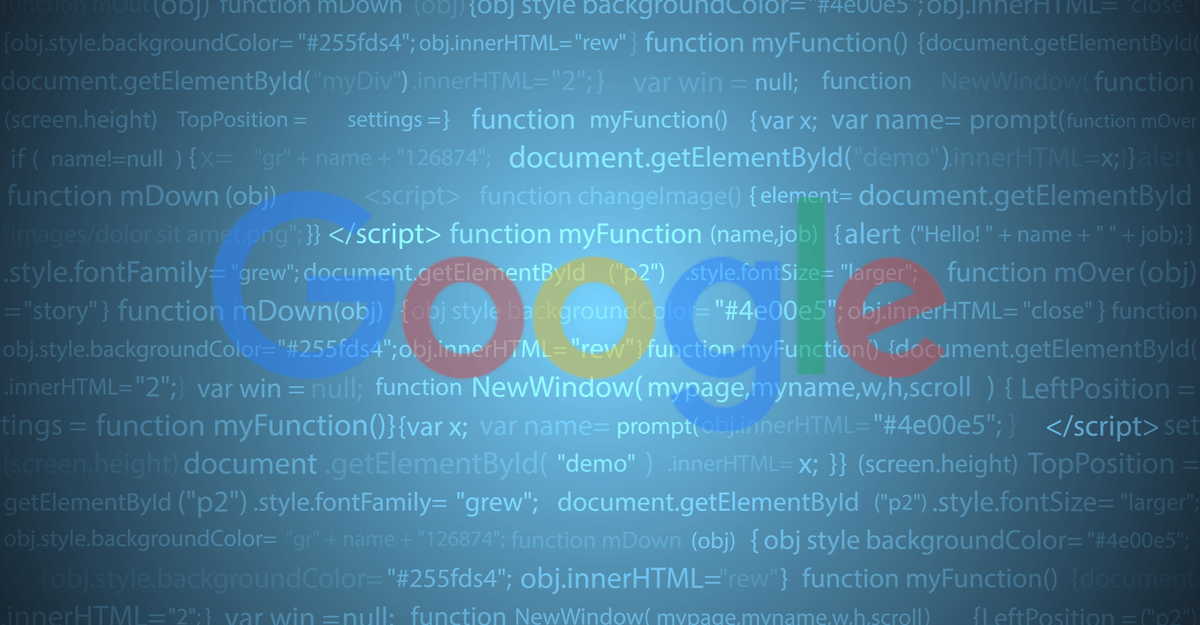 function mOut(obj) function mDown (obj){obj style backgroundColor= "#4e00e5";obj.innerHTML= "close
{obj.style.backgroundColor= "#255fds4"; obj.innerHTML= "rew"} function myFunction() {document.getElementById(
document.getElementById("myDiv").innerHTML= "2";} var win = null; function NewWindow( function
(screen.height) TopPosition = settings =} function myFunction() {var x; var name= prompt(function mOver
if ( name!=null ) {x= "gr" + name + "126874"; document.getElementById("demo").innerHTML=x;}}alert
function mDown (obj) <script> function changeImage() {element= document.getElementById
"images/dolor sit amet.png";}} </script> function myFunction (name,job) {alert ("Hello! " + name + " " + job);}
.style.fontFamily= "grew"; document.getElementById ("p2") .style.fontSize= "larger"; function mOver (obj)
Google
= "story"} function mDown(obj) {obj style backgroundColor= "#4e00e5"; obj.innerHTML= "close" } function
obj.style.backgroundColor= "#255fds4";obj.innerHTML= "rew"} function myFunction() {document.getElementById(
.innerHTML= "2";} var win = null; function NewWindow( mypage,myname,w,h,scroll ) { LeftPosition =
tings = function myFunction()}{var x; var name= prompt(obj.innerHTML= "#4e00e5"; } </script> set
(screen.height) document .getElementById( "demo" ) .innerHTML= x; }} (screen.height) TopPosition =
getElementById ("p2") .style.fontFamily= "grew"; document.getElementById ("p2") .style.fontSize= "larger"
obj.style.backgroundColor= "gr" + name + "126874"; function mDown (obj) { obj style backgroundColor= "#4e00e5";
{obj.style.backgroundColor= "#255fds4"; obj.innerHTML="rew"} function myFunction() {document
.innerHTML= "2";} var win =null; function NewWindow( mypage,myname,w,h,scroll) {LeftPosition = ("p2")